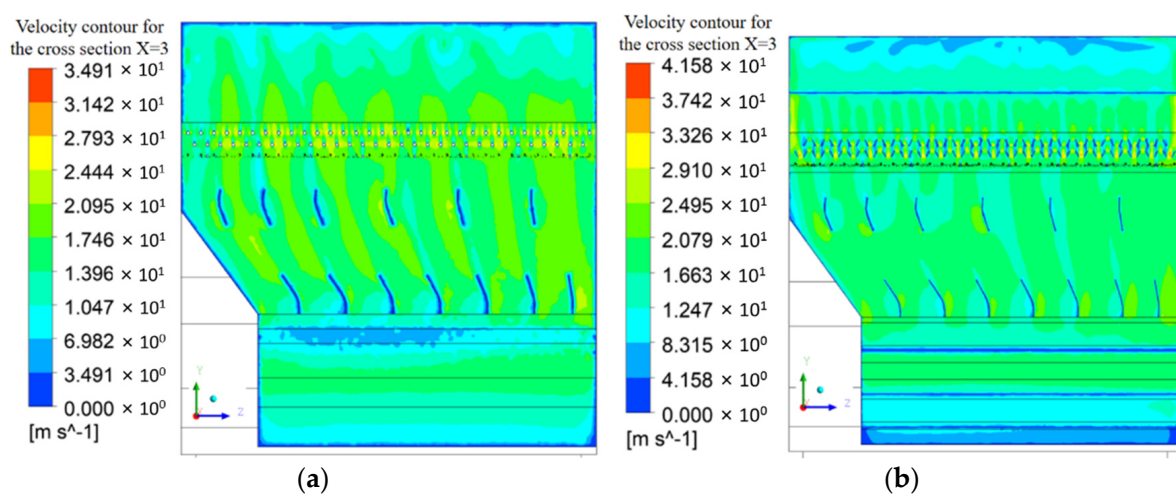 Velocity contour for
the cross section X=3
3.491 × 10¹
3.142 × 10¹
2.793 × 10¹
2.444 × 10¹
2.095 × 10¹
1.746 × 10¹
1.396 × 10¹
1.047 × 10¹
6.982 × 10⁰
3.491 × 10⁰
0.000 × 10⁰
[m s^-1]
Y
Z
(a)
Velocity contour for
the cross section X=3
4.158 × 10¹
3.742 × 10¹
3.326 × 10¹
2.910 × 10¹
2.495 × 10¹
2.079 × 10¹
1.663 × 10¹
1.247 × 10¹
8.315 × 10⁰
4.158 × 10⁰
0.000 × 10⁰
[m s^-1]
Y
Z
(b)